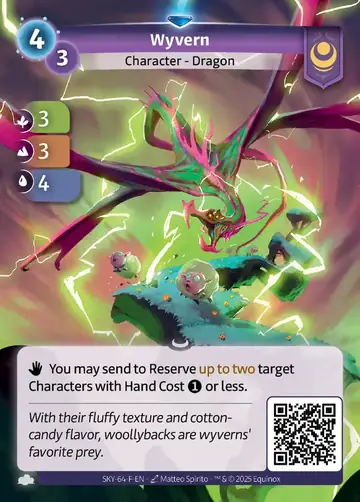 4
Wyvern
3
Character - Dragon
3
3
4
You may send to Reserve up to two target
Characters with Hand Cost 1 or less.
With their fluffy texture and cotton-
candy flavor, woollybacks are wyverns'
favorite prey.
SKY-64-F-EN - Matteo Spirito - ™ & © 2025 Equinox